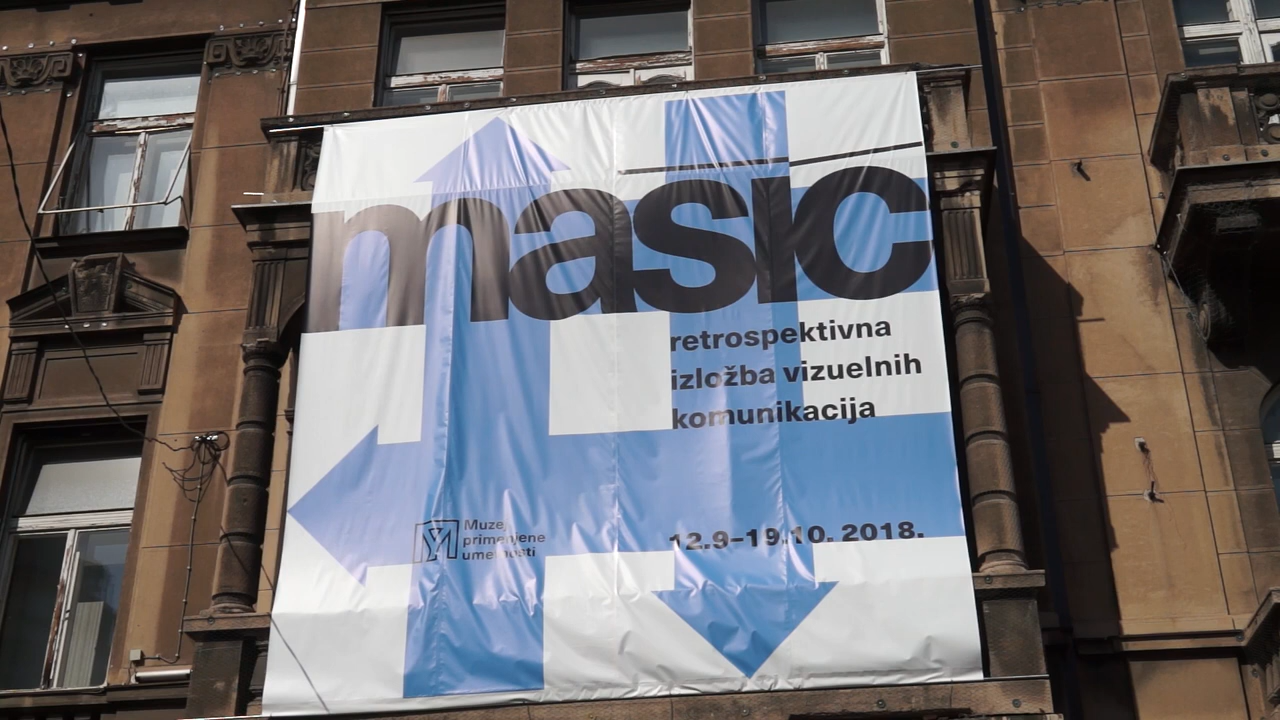 masic
retrospektivna
izložba vizuelnih
komunikacija
12.9–19.10. 2018.
Muzej
primenjene
umetnosti